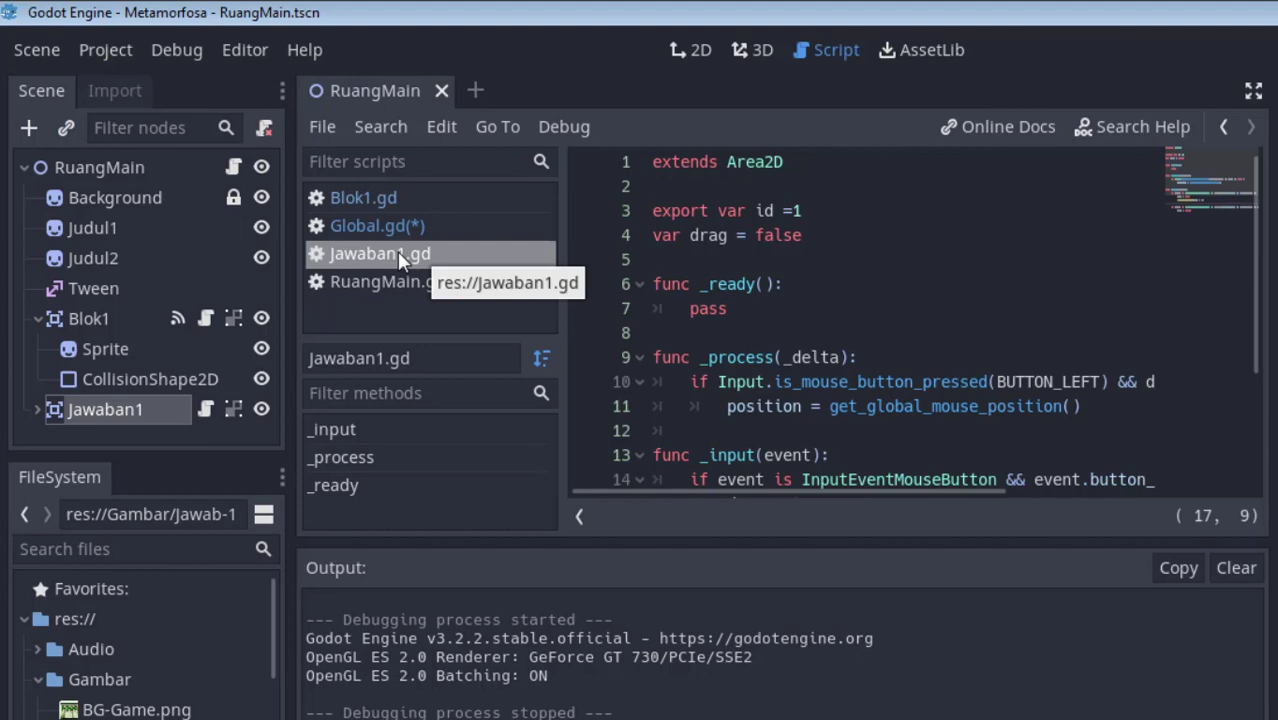 Godot Engine - Metamorfosa - RuangMain.tscn
Scene Project Debug Editor Help 2D 3D Script AssetLib
Scene Import
Filter nodes
RuangMain
Background
Judul1
Judul2
Tween
Blok1
Sprite
CollisionShape2D
Jawaban1
FileSystem
res://Gambar/Jawab-1
Search files
Favorites:
res://
Audio
Gambar
BG-Game.png
RuangMain
File Search Edit Go To Debug Online Docs Search Help
Filter scripts
Blok1.gd
Global.gd(*)
Jawaban1.gd
RuangMain.g
res://Jawaban1.gd
Jawaban1.gd
Filter methods
_input
_process
_ready
1 extends Area2D
2
3 export var id =1
4 var drag = false
5
6 func _ready():
7 pass
8
9 func _process(_delta):
10 if Input.is_mouse_button_pressed(BUTTON_LEFT) && d
11 position = get_global_mouse_position()
12
13 func _input(event):
14 if event is InputEventMouseButton && event.button_
( 17, 9)
Output: Copy Clear
--- Debugging process started ---
Godot Engine v3.2.2.stable.official - https://godotengine.org
OpenGL ES 2.0 Renderer: GeForce GT 730/PCIe/SSE2
OpenGL ES 2.0 Batching: ON
--- Debugging process stopped ---